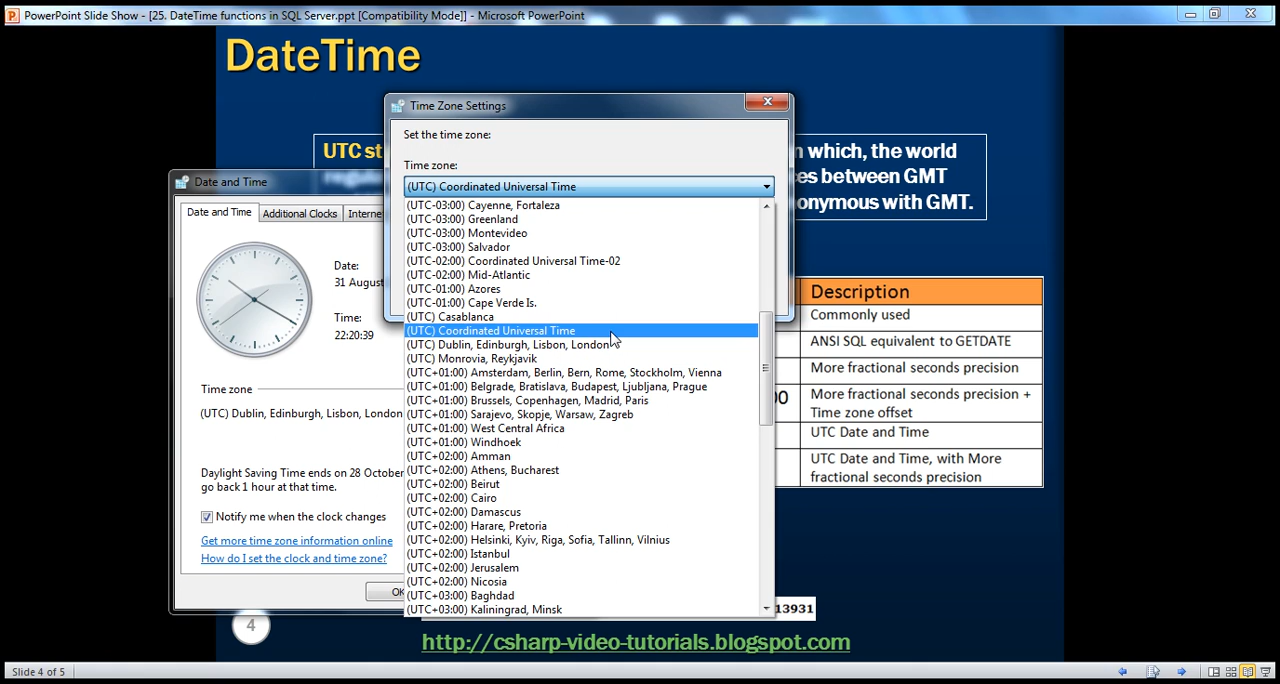 PowerPoint Slide Show - [25. DateTime functions in SQL Server.ppt [Compatibility Mode]] - Microsoft PowerPoint
DateTime
UTC st
n which, the world
es between GMT
onymous with GMT.
Time Zone Settings
Set the time zone:
Time zone:
(UTC) Coordinated Universal Time
(UTC-03:00) Cayenne, Fortaleza
(UTC-03:00) Greenland
(UTC-03:00) Montevideo
(UTC-03:00) Salvador
(UTC-02:00) Coordinated Universal Time-02
(UTC-02:00) Mid-Atlantic
(UTC-01:00) Azores
(UTC-01:00) Cape Verde Is.
(UTC) Casablanca
(UTC) Coordinated Universal Time
(UTC) Dublin, Edinburgh, Lisbon, London
(UTC) Monrovia, Reykjavik
(UTC+01:00) Amsterdam, Berlin, Bern, Rome, Stockholm, Vienna
(UTC+01:00) Belgrade, Bratislava, Budapest, Ljubljana, Prague
(UTC+01:00) Brussels, Copenhagen, Madrid, Paris
(UTC+01:00) Sarajevo, Skopje, Warsaw, Zagreb
(UTC+01:00) West Central Africa
(UTC+01:00) Windhoek
(UTC+02:00) Amman
(UTC+02:00) Athens, Bucharest
(UTC+02:00) Beirut
(UTC+02:00) Cairo
(UTC+02:00) Damascus
(UTC+02:00) Harare, Pretoria
(UTC+02:00) Helsinki, Kyiv, Riga, Sofia, Tallinn, Vilnius
(UTC+02:00) Istanbul
(UTC+02:00) Jerusalem
(UTC+02:00) Nicosia
(UTC+03:00) Baghdad
(UTC+03:00) Kaliningrad, Minsk
Date and Time
Date and Time
Additional Clocks
Interne
Date:
31 August
Time:
22:20:39
Time zone
(UTC) Dublin, Edinburgh, Lisbon, London
Daylight Saving Time ends on 28 October
go back 1 hour at that time.
Notify me when the clock changes
Get more time zone information online
How do I set the clock and time zone?
OK
Description
Commonly used
ANSI SQL equivalent to GETDATE
More fractional seconds precision
00
More fractional seconds precision +
Time zone offset
UTC Date and Time
UTC Date and Time, with More
fractional seconds precision
13931
4
http://csharp-video-tutorials.blogspot.com
Slide 4 of 5